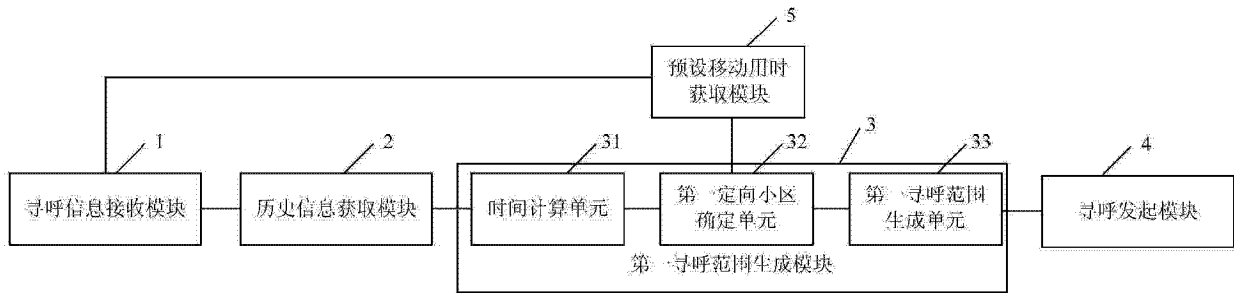 5
预设移动用时
获取模块
1
2
31
32
3
33
4
寻呼信息接收模块
历史信息获取模块
时间计算单元
第一定向小区
确定单元
第一寻呼范围
生成单元
寻呼发起模块
第一寻呼范围生成模块